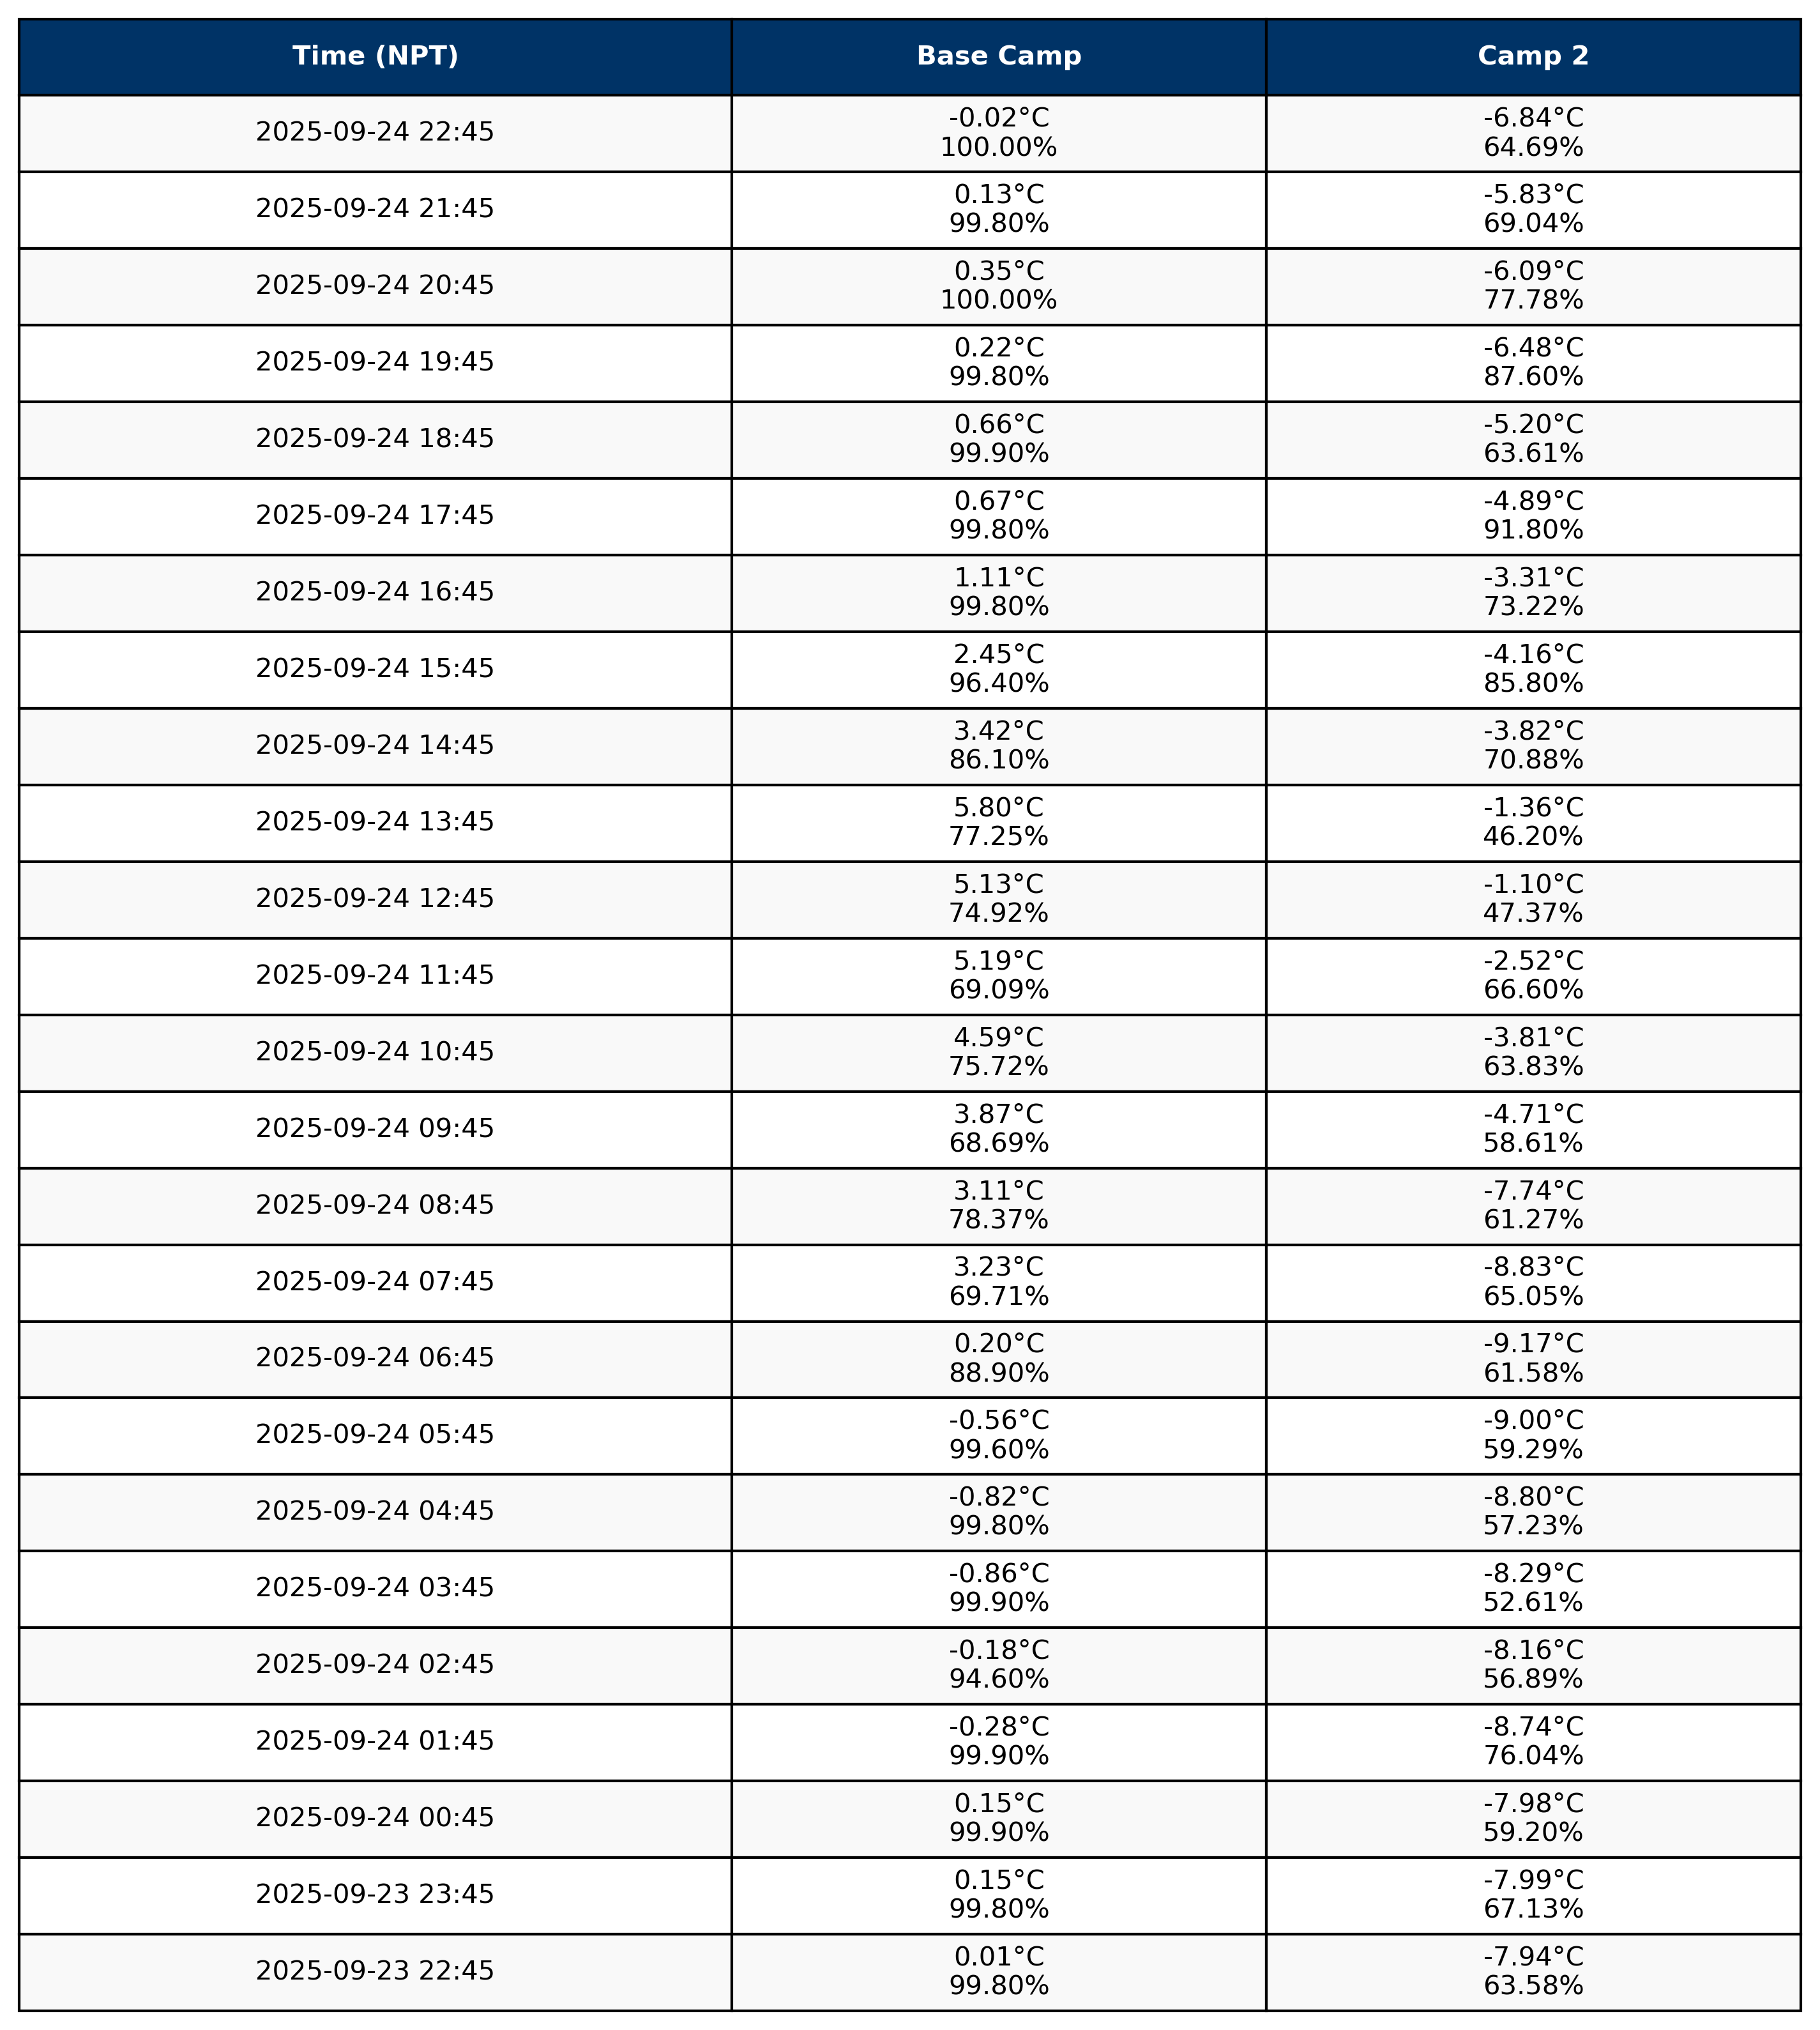 Time (NPT) Base Camp Camp 2
2025-09-24 22:45 -0.02°C -6.84°C
100.00% 64.69%
2025-09-24 21:45 0.13°C -5.83°C
99.80% 69.04%
2025-09-24 20:45 0.35°C -6.09°C
100.00% 77.78%
2025-09-24 19:45 0.22°C -6.48°C
99.80% 87.60%
2025-09-24 18:45 0.66°C -5.20°C
99.90% 63.61%
2025-09-24 17:45 0.67°C -4.89°C
99.80% 91.80%
2025-09-24 16:45 1.11°C -3.31°C
99.80% 73.22%
2025-09-24 15:45 2.45°C -4.16°C
96.40% 85.80%
2025-09-24 14:45 3.42°C -3.82°C
86.10% 70.88%
2025-09-24 13:45 5.80°C -1.36°C
77.25% 46.20%
2025-09-24 12:45 5.13°C -1.10°C
74.92% 47.37%
2025-09-24 11:45 5.19°C -2.52°C
69.09% 66.60%
2025-09-24 10:45 4.59°C -3.81°C
75.72% 63.83%
2025-09-24 09:45 3.87°C -4.71°C
68.69% 58.61%
2025-09-24 08:45 3.11°C -7.74°C
78.37% 61.27%
2025-09-24 07:45 3.23°C -8.83°C
69.71% 65.05%
2025-09-24 06:45 0.20°C -9.17°C
88.90% 61.58%
2025-09-24 05:45 -0.56°C -9.00°C
99.60% 59.29%
2025-09-24 04:45 -0.82°C -8.80°C
99.80% 57.23%
2025-09-24 03:45 -0.86°C -8.29°C
99.90% 52.61%
2025-09-24 02:45 -0.18°C -8.16°C
94.60% 56.89%
2025-09-24 01:45 -0.28°C -8.74°C
99.90% 76.04%
2025-09-24 00:45 0.15°C -7.98°C
99.90% 59.20%
2025-09-23 23:45 0.15°C -7.99°C
99.80% 67.13%
2025-09-23 22:45 0.01°C -7.94°C
99.80% 63.58%